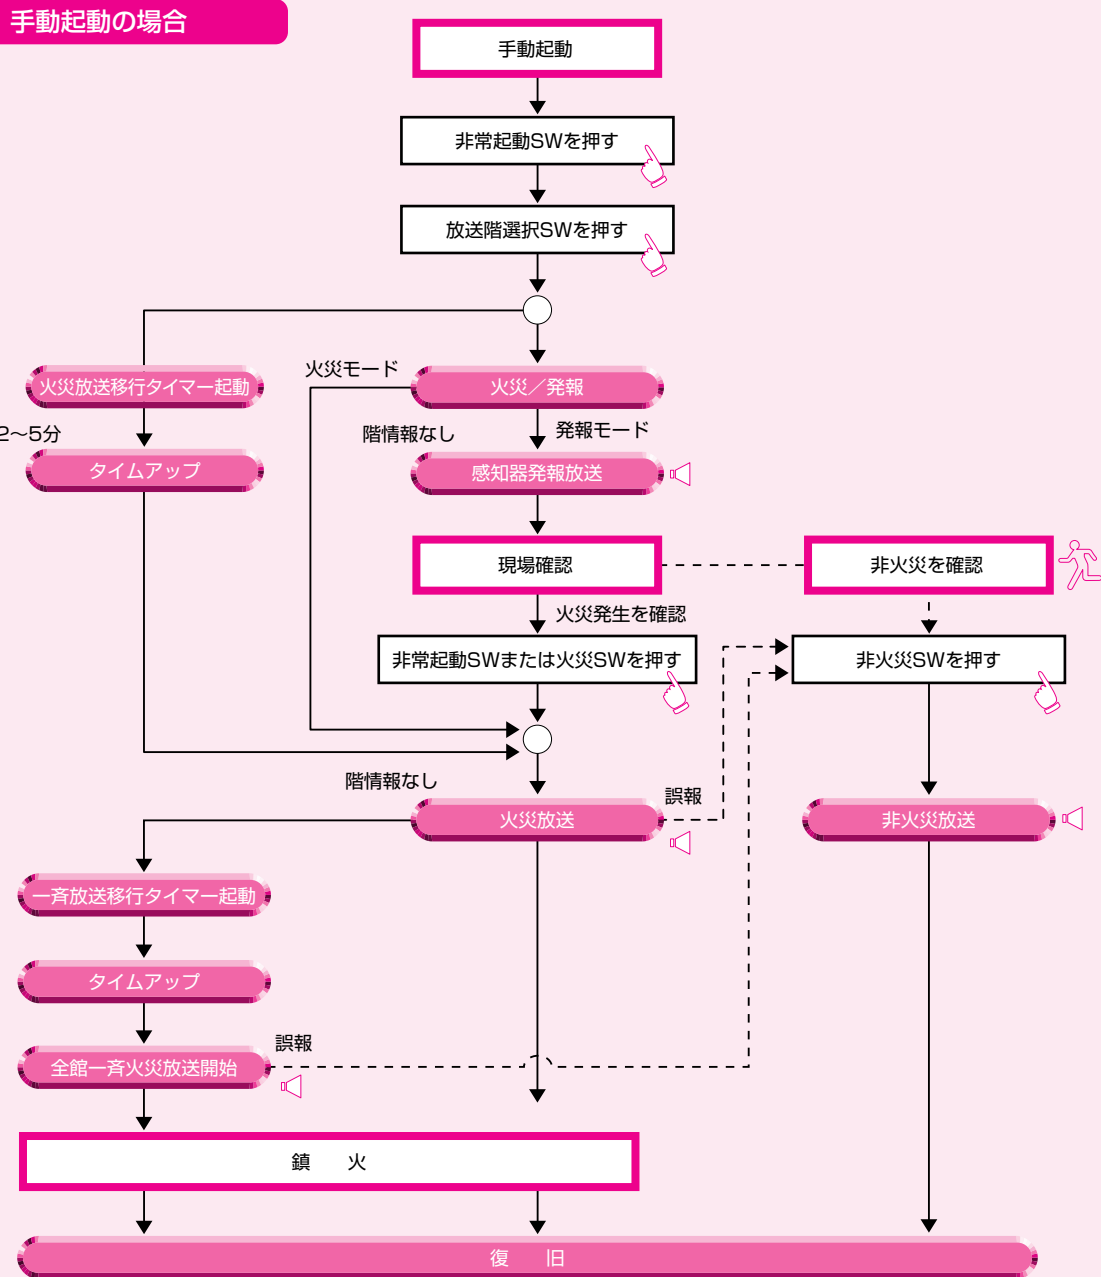 手動起動の場合
手動起動
非常起動SWを押す
放送階選択SWを押す
火災モード
火災放送移行タイマー起動
火災／発報
2～5分
階情報なし
発報モード
タイムアップ
感知器発報放送
現場確認
非火災を確認
火災発生を確認
非常起動SWまたは火災SWを押す
非火災SWを押す
階情報なし
誤報
火災放送
非火災放送
一斉放送移行タイマー起動
タイムアップ
誤報
全館一斉火災放送開始
鎮　火
復　旧